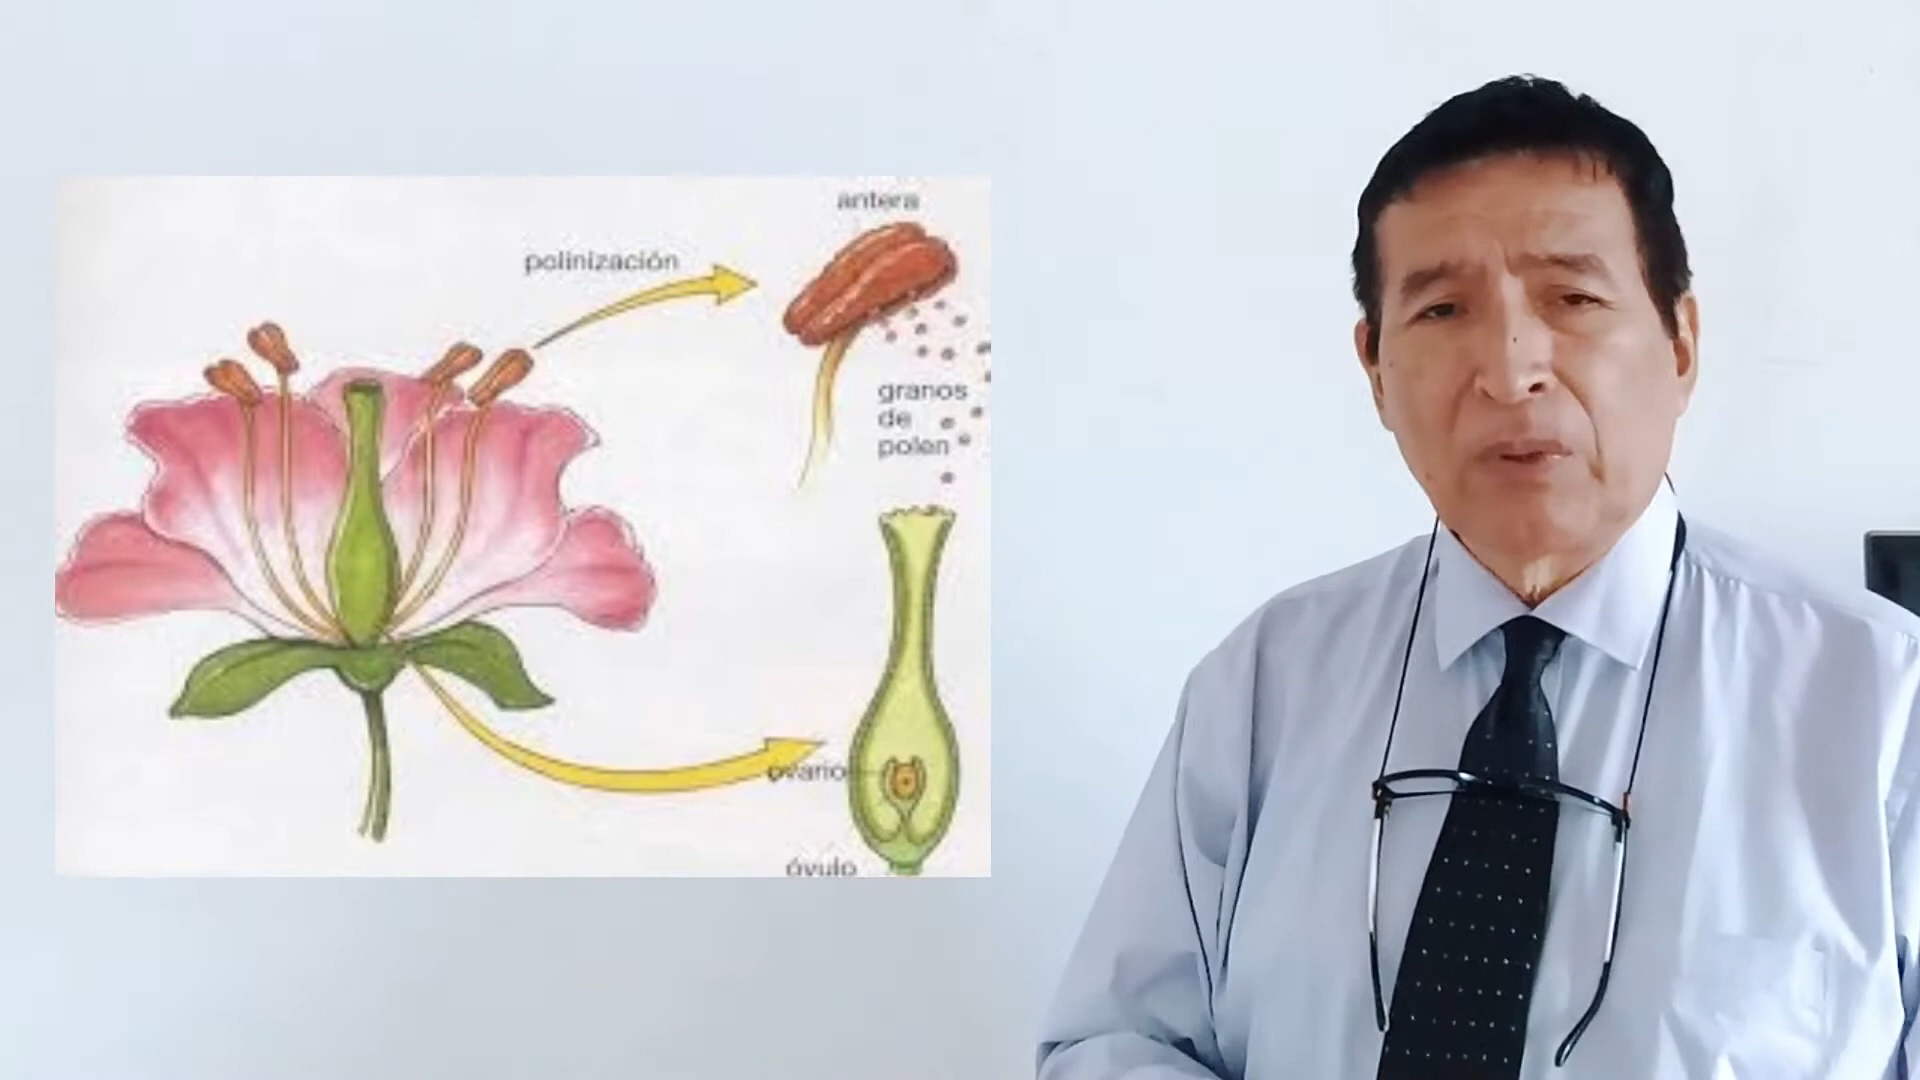 antera
polinización
granos
de
polen
ovario
óvulo